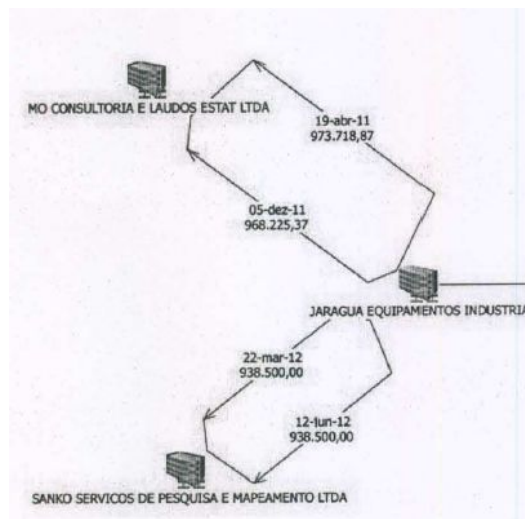 MO CONSULTORIA E LAUDOS ESTAT LTDA
19-abr-11
973.718,87
05-dez-11
968.225,37
JARAGUA EQUIPAMENTOS INDUSTRIA
22-mar-12
938.500,00
12-iun-12
938.500,00
SANKO SERVICOS DE PESQUISA E MAPEAMENTO LTDA